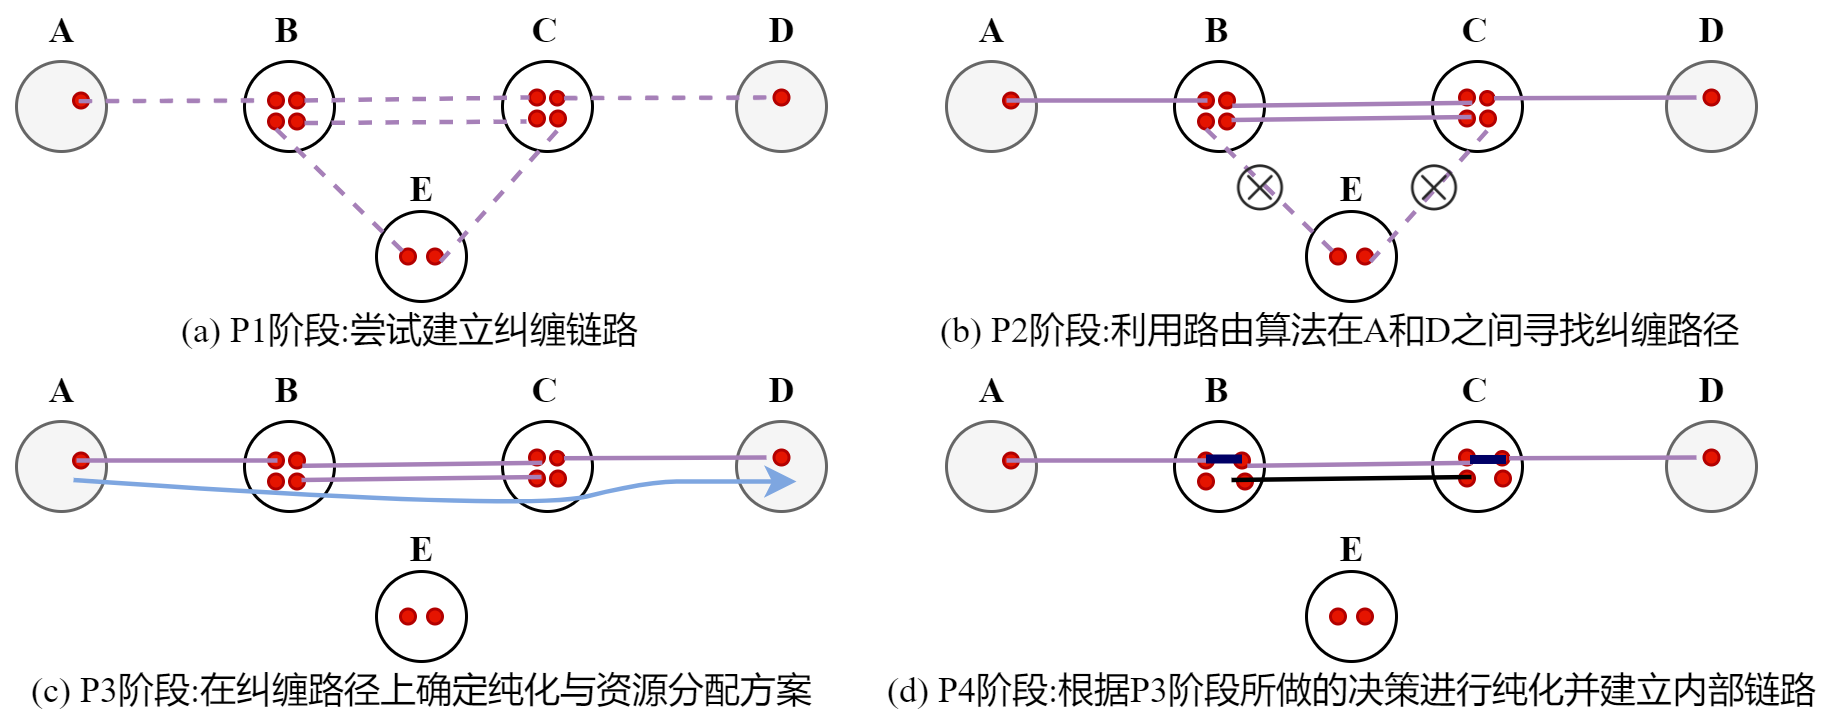 A B C D
E
(a) P1阶段:尝试建立纠缠链路
A B C D
E
(b) P2阶段:利用路由算法在A和D之间寻找纠缠路径
A B C D
E
(c) P3阶段:在纠缠路径上确定纯化与资源分配方案
A B C D
E
(d) P4阶段:根据P3阶段所做的决策进行纯化并建立内部链路